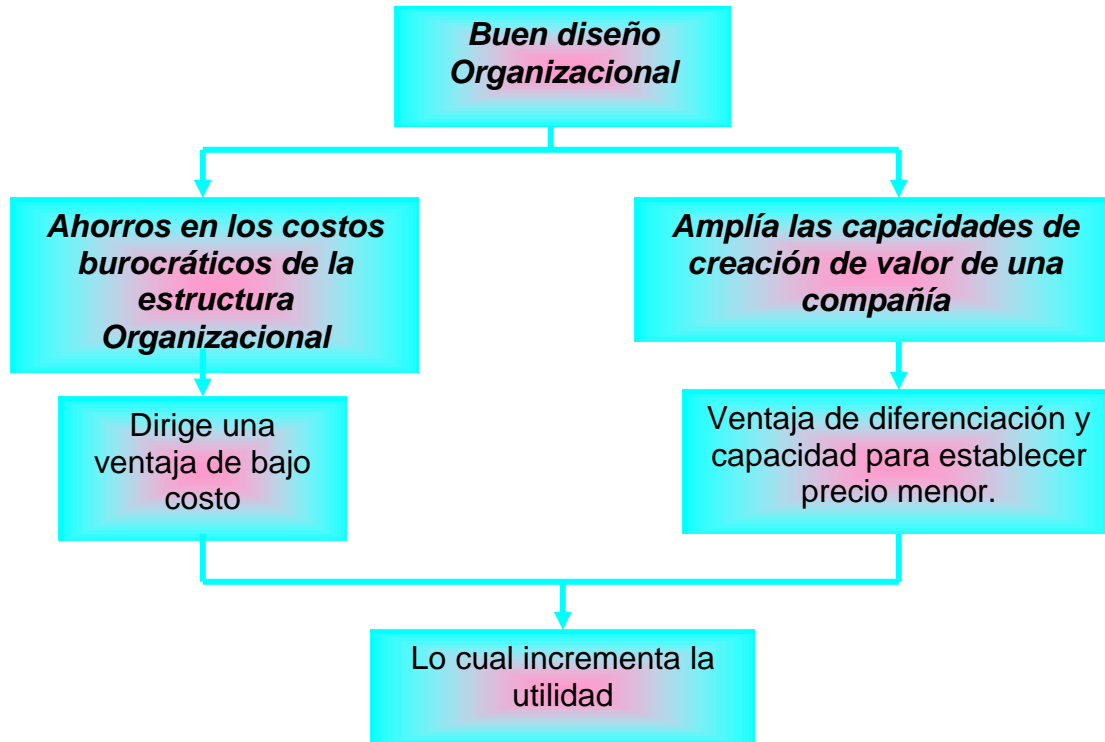 Buen diseño
Organizacional
Ahorros en los costos
burocráticos de la
estructura
Organizacional
Amplía las capacidades de
creación de valor de una
compañía
Dirige una
ventaja de bajo
costo
Ventaja de diferenciación y
capacidad para establecer
precio menor.
Lo cual incrementa la
utilidad